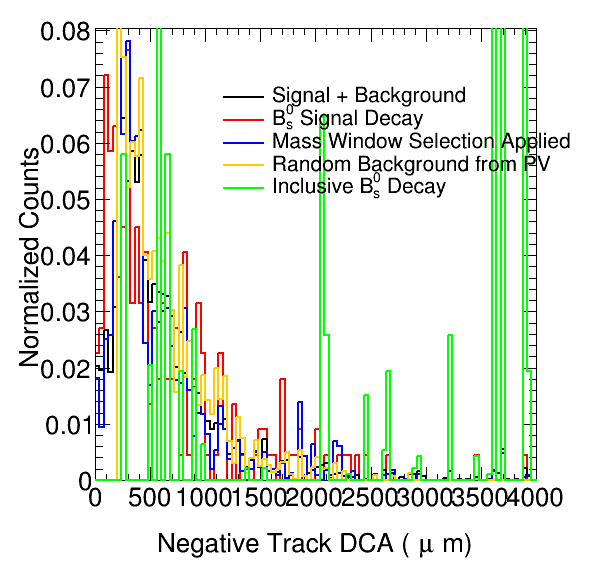 0.08
0.07
0.06
0.05
0.04
0.03
0.02
0.01
0
Normalized Counts
Signal + Background
B⁰ₛ Signal Decay
Mass Window Selection Applied
Random Background from PV
Inclusive B⁰ₛ Decay
0 500 1000 1500 2000 2500 3000 3500 4000
Negative Track DCA ( μ m)